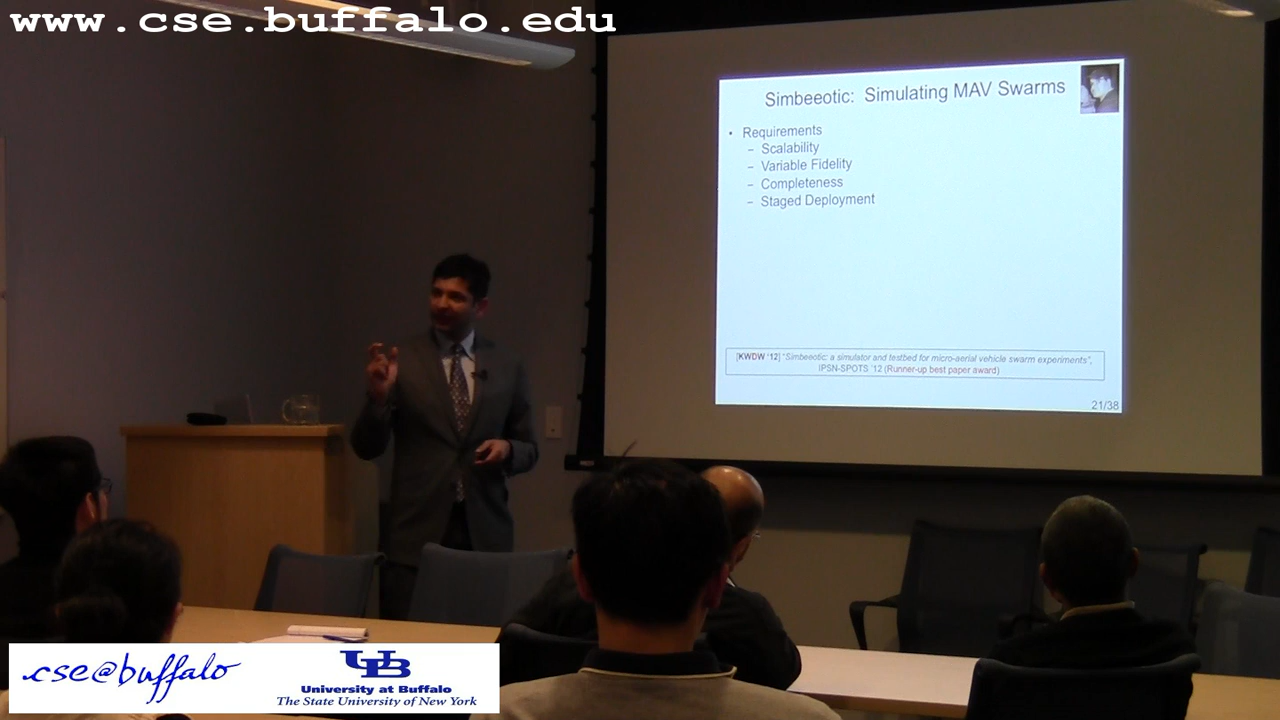 www.cse.buffalo.edu
Simbeeotic: Simulating MAV Swarms
• Requirements
– Scalability
– Variable Fidelity
– Completeness
– Staged Deployment
[KWDW '12] "Simbeeotic: a simulator and testbed for micro-aerial vehicle swarm experiments",
IPSN-SPOTS '12 (Runner-up best paper award)
21/38
cse@buffalo
UB
University at Buffalo
The State University of New York